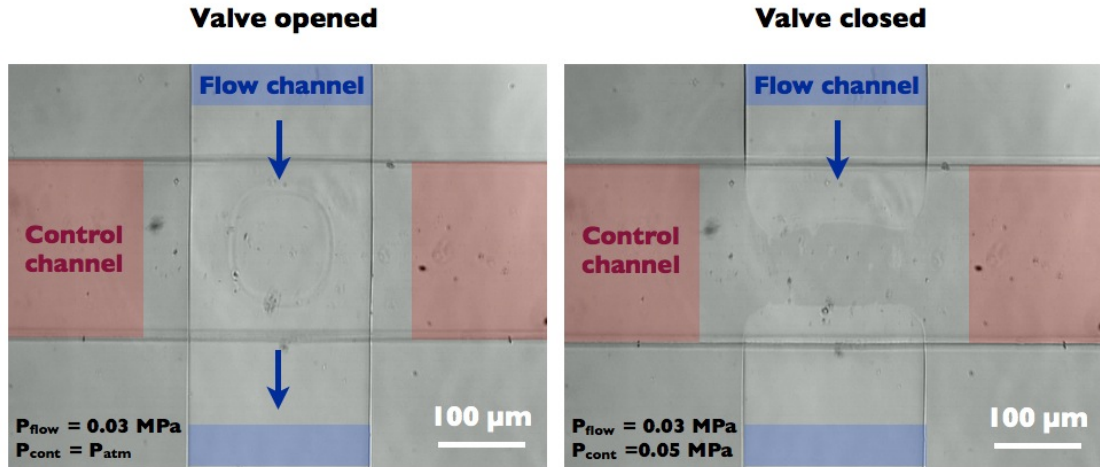 Valve opened
Flow channel
Control
channel
P_flow = 0.03 MPa
P_cont = P_atm
100 µm
Valve closed
Flow channel
Control
channel
P_flow = 0.03 MPa
P_cont =0.05 MPa
100 µm